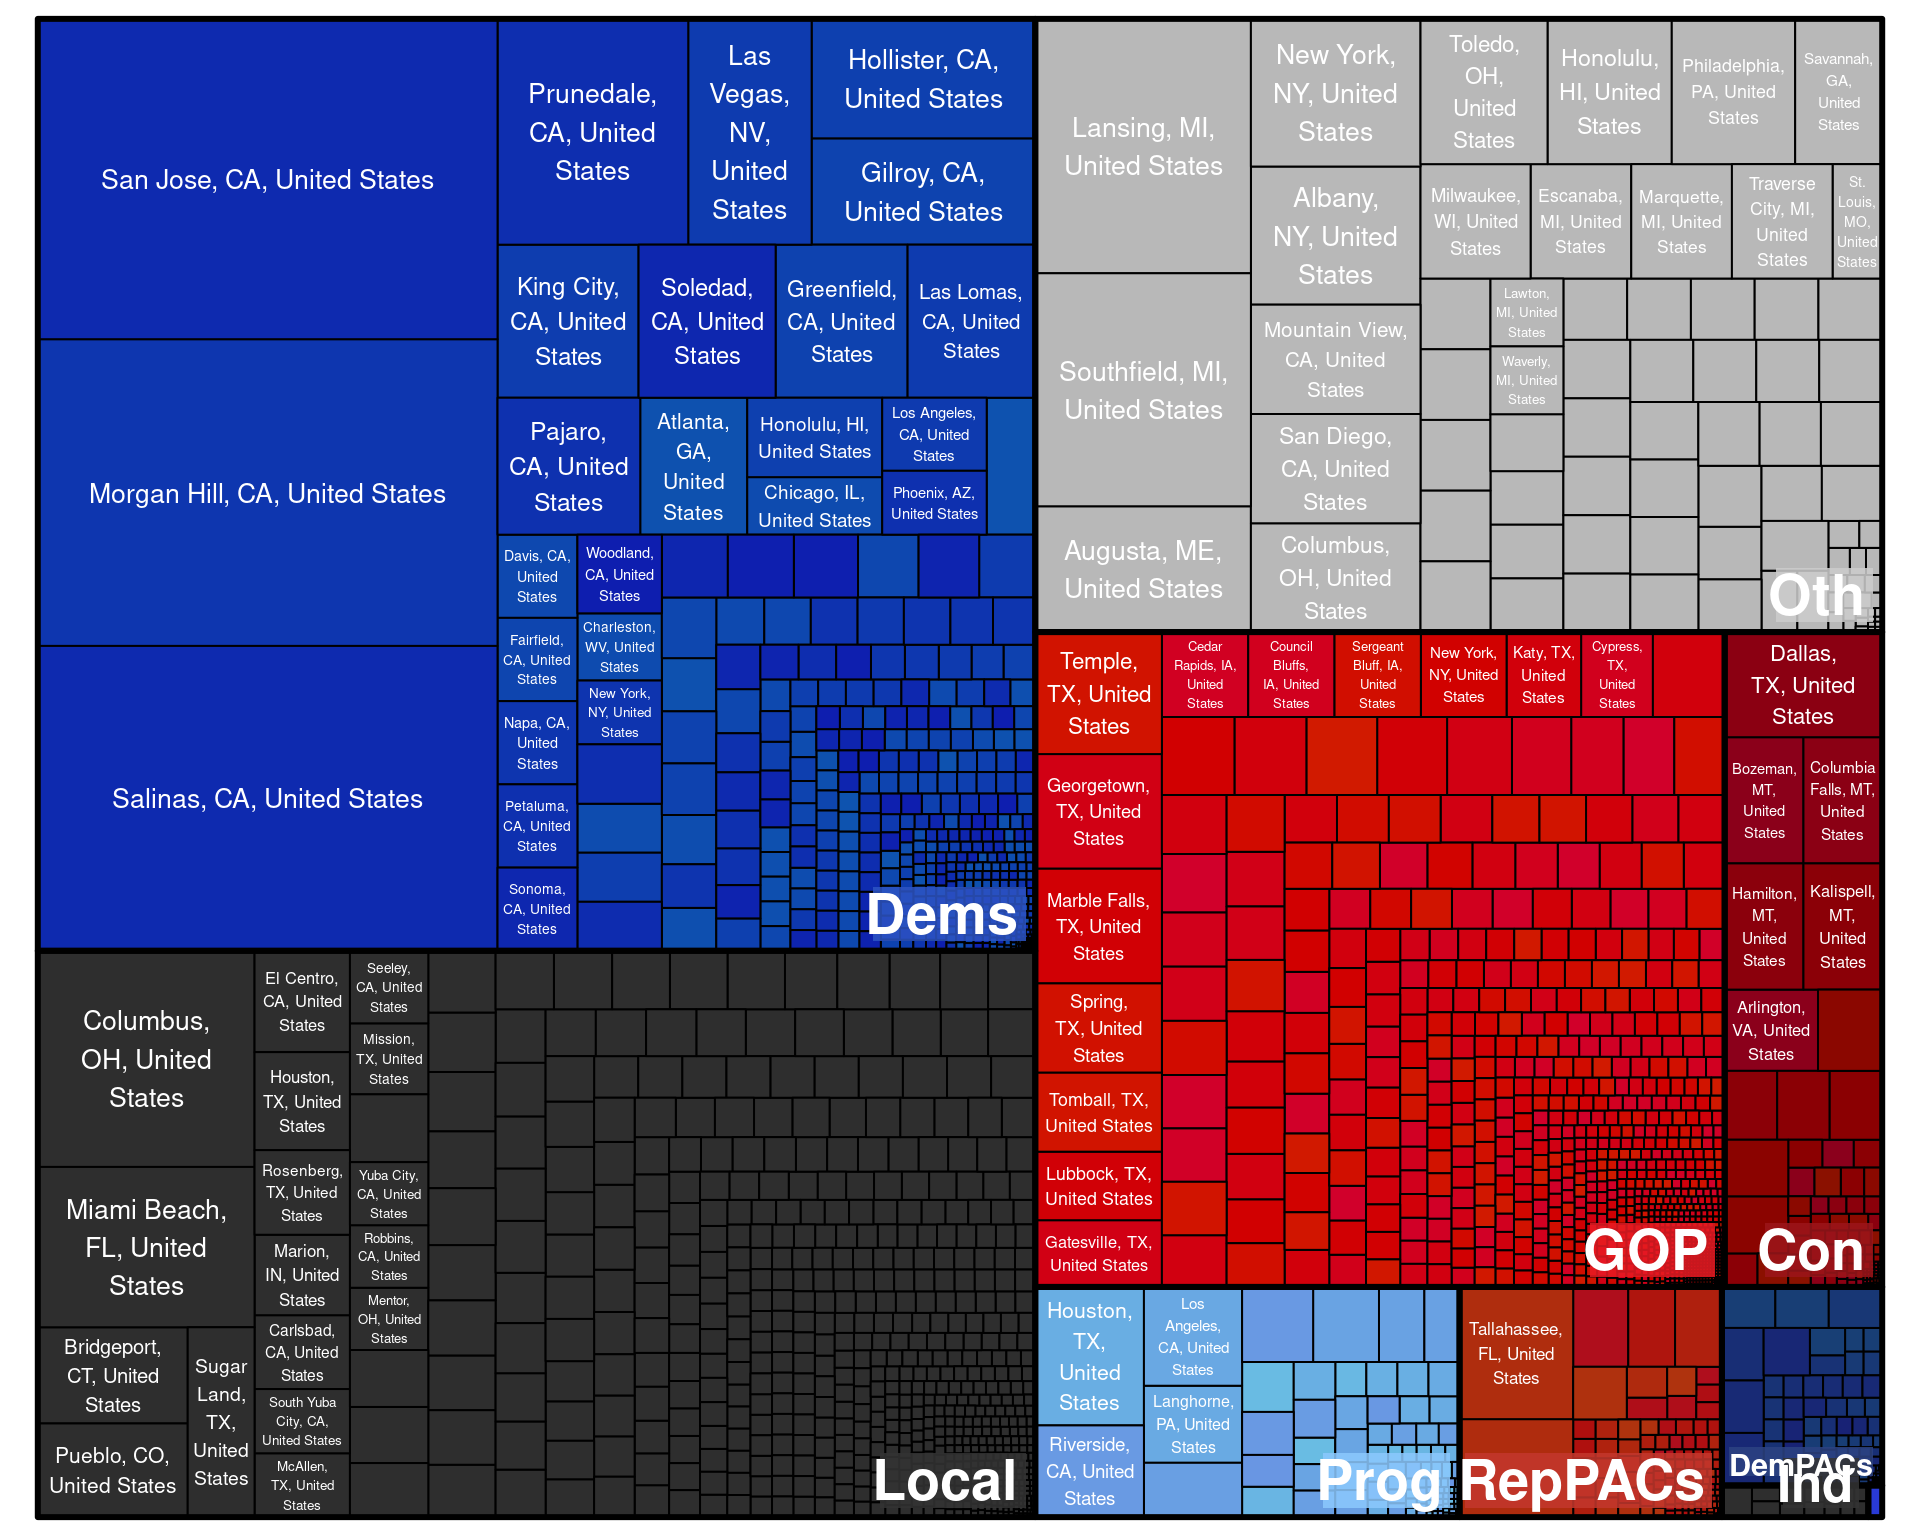 San Jose, CA, United States
Morgan Hill, CA, United States
Salinas, CA, United States
Prunedale,
CA, United
States
Las
Vegas,
NV,
United
States
Hollister, CA,
United States
Gilroy, CA,
United States
King City,
CA, United
States
Soledad,
CA, United
States
Greenfield,
CA, United
States
Las Lomas,
CA, United
States
Pajaro,
CA, United
States
Atlanta,
GA,
United
States
Honolulu, HI,
United States
Chicago, IL,
United States
Los Angeles,
CA, United
States
Phoenix, AZ,
United States
Davis, CA,
United
States
Woodland,
CA, United
States
Fairfield,
CA, United
States
Charleston,
WV, United
States
New York,
NY, United
States
Napa, CA,
United
States
Petaluma,
CA, United
States
Sonoma,
CA, United
States
Dems
Lansing, MI,
United States
Southfield, MI,
United States
Augusta, ME,
United States
New York,
NY, United
States
Albany,
NY, United
States
Mountain View,
CA, United
States
San Diego,
CA, United
States
Columbus,
OH, United
States
Toledo,
OH,
United
States
Honolulu,
HI, United
States
Philadelphia,
PA, United
States
Savannah,
GA,
United
States
Milwaukee,
WI, United
States
Escanaba,
MI, United
States
Marquette,
MI, United
States
Traverse
City, MI,
United
States
St.
Louis,
MO,
United
States
Lawton,
MI, United
States
Waverly,
MI, United
States
Oth
Temple,
TX, United
States
Georgetown,
TX, United
States
Marble Falls,
TX, United
States
Spring,
TX, United
States
Tomball, TX,
United States
Lubbock, TX,
United States
Gatesville, TX,
United States
Cedar
Rapids, IA,
United
States
Council
Bluffs,
IA, United
States
Sergeant
Bluff, IA,
United
States
New York,
NY, United
States
Katy, TX,
United
States
Cypress,
TX,
United
States
GOP
Dallas,
TX, United
States
Bozeman,
MT,
United
States
Columbia
Falls, MT,
United
States
Hamilton,
MT,
United
States
Kalispell,
MT,
United
States
Arlington,
VA, United
States
Con
Columbus,
OH, United
States
Miami Beach,
FL, United
States
Bridgeport,
CT, United
States
Pueblo, CO,
United States
Sugar
Land,
TX,
United
States
El Centro,
CA, United
States
Houston,
TX, United
States
Rosenberg,
TX, United
States
Marion,
IN, United
States
Carlsbad,
CA, United
States
South Yuba
City, CA,
United States
McAllen,
TX, United
States
Seeley,
CA, United
States
Mission,
TX, United
States
Yuba City,
CA, United
States
Robbins,
CA, United
States
Mentor,
OH, United
States
Local
Houston,
TX,
United
States
Riverside,
CA, United
States
Los
Angeles,
CA, United
States
Langhorne,
PA, United
States
Prog
Tallahassee,
FL, United
States
RepPACs
DemPACs
Ind